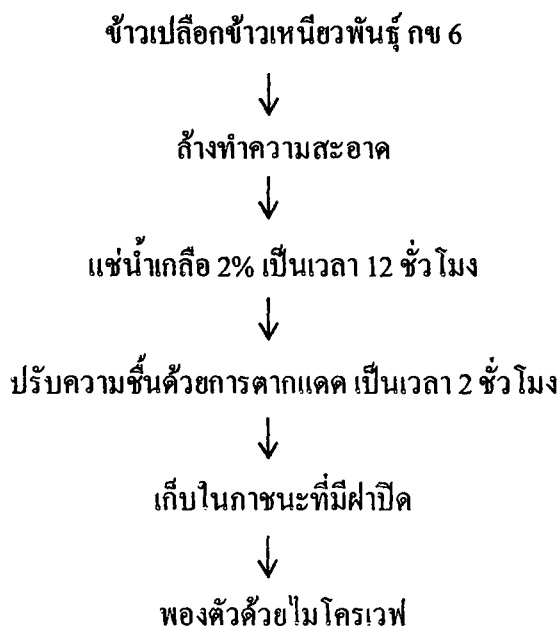 ข้าวเปลือกข้าวเหนียวพันธุ์ กข 6
ล้างทำความสะอาด
แช่น้ำเกลือ 2% เป็นเวลา 12 ชั่วโมง
ปรับความชื้นด้วยการตากแดด เป็นเวลา 2 ชั่วโมง
เก็บในภาชนะที่มีฝาปิด
พองตัวด้วยไมโครเวฟ